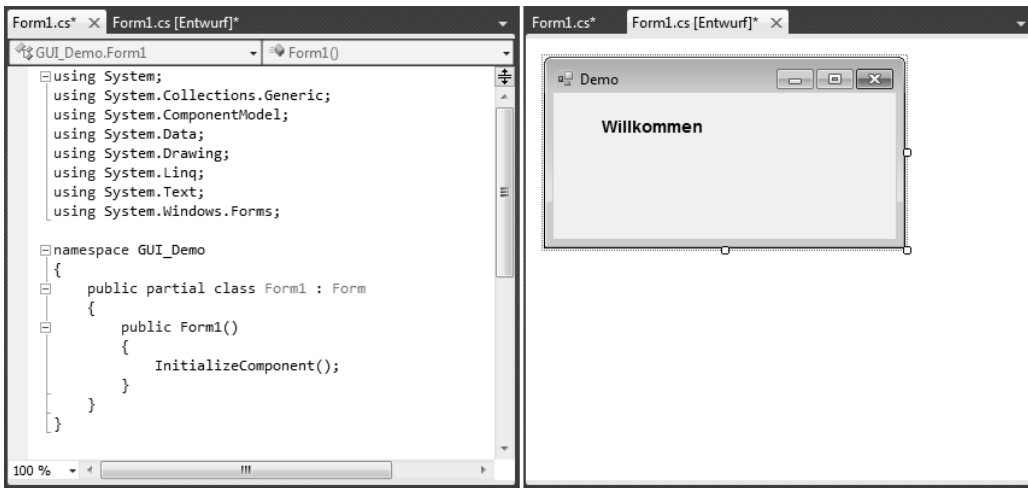 Form1.cs* Form1.cs [Entwurf]*
GUI_Demo.Form1 Form1()
using System;
using System.Collections.Generic;
using System.ComponentModel;
using System.Data;
using System.Drawing;
using System.Linq;
using System.Text;
using System.Windows.Forms;
namespace GUI_Demo
{
public partial class Form1 : Form
{
public Form1()
{
InitializeComponent();
}
}
}
100 %
Form1.cs* Form1.cs [Entwurf]*
Demo
Willkommen